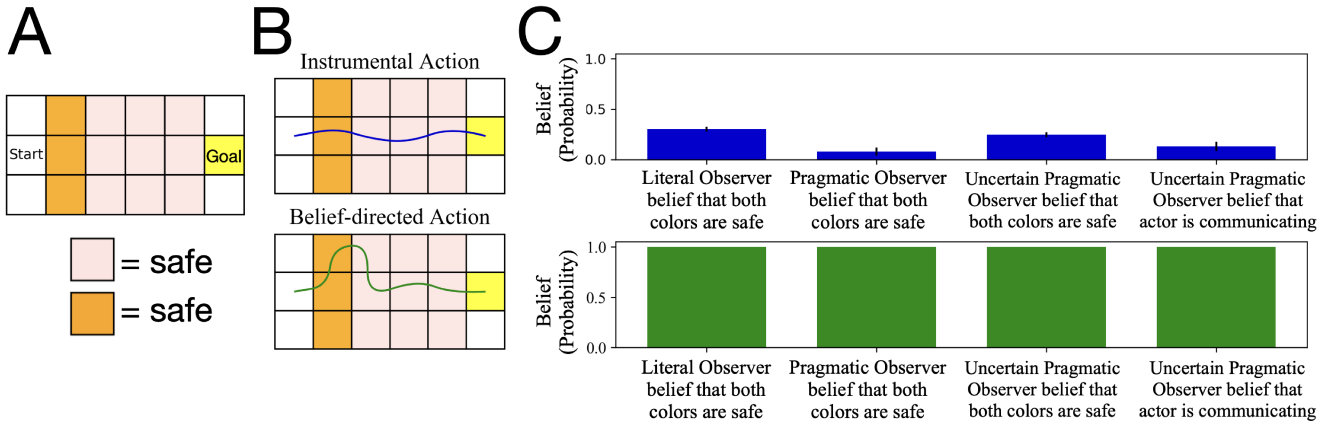 A
Start
Goal
= safe
= safe
B
Instrumental Action
Belief-directed Action
C
Belief
(Probability)
1.0
0.5
0.0
Literal Observer
belief that both
colors are safe
Pragmatic Observer
belief that both
colors are safe
Uncertain Pragmatic
Observer belief that
both colors are safe
Uncertain Pragmatic
Observer belief that
actor is communicating
Belief
(Probability)
1.0
0.5
0.0
Literal Observer
belief that both
colors are safe
Pragmatic Observer
belief that both
colors are safe
Uncertain Pragmatic
Observer belief that
both colors are safe
Uncertain Pragmatic
Observer belief that
actor is communicating